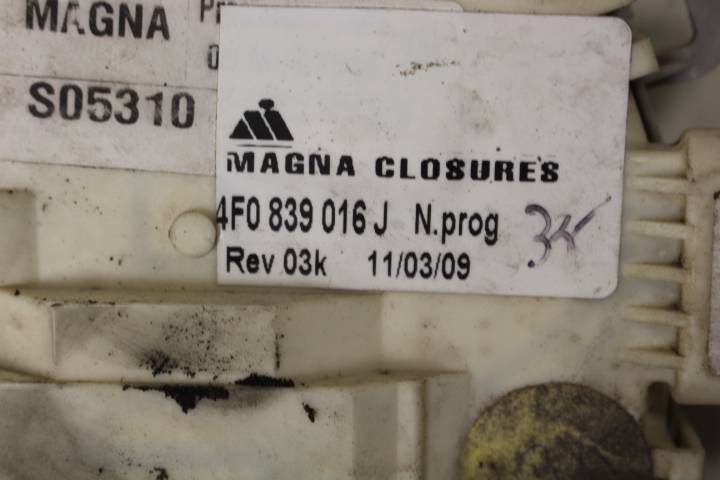 MAGNA
S05310
MAGNA CLOSURES
4F0 839 016 J N.prog
Rev 03k 11/03/09